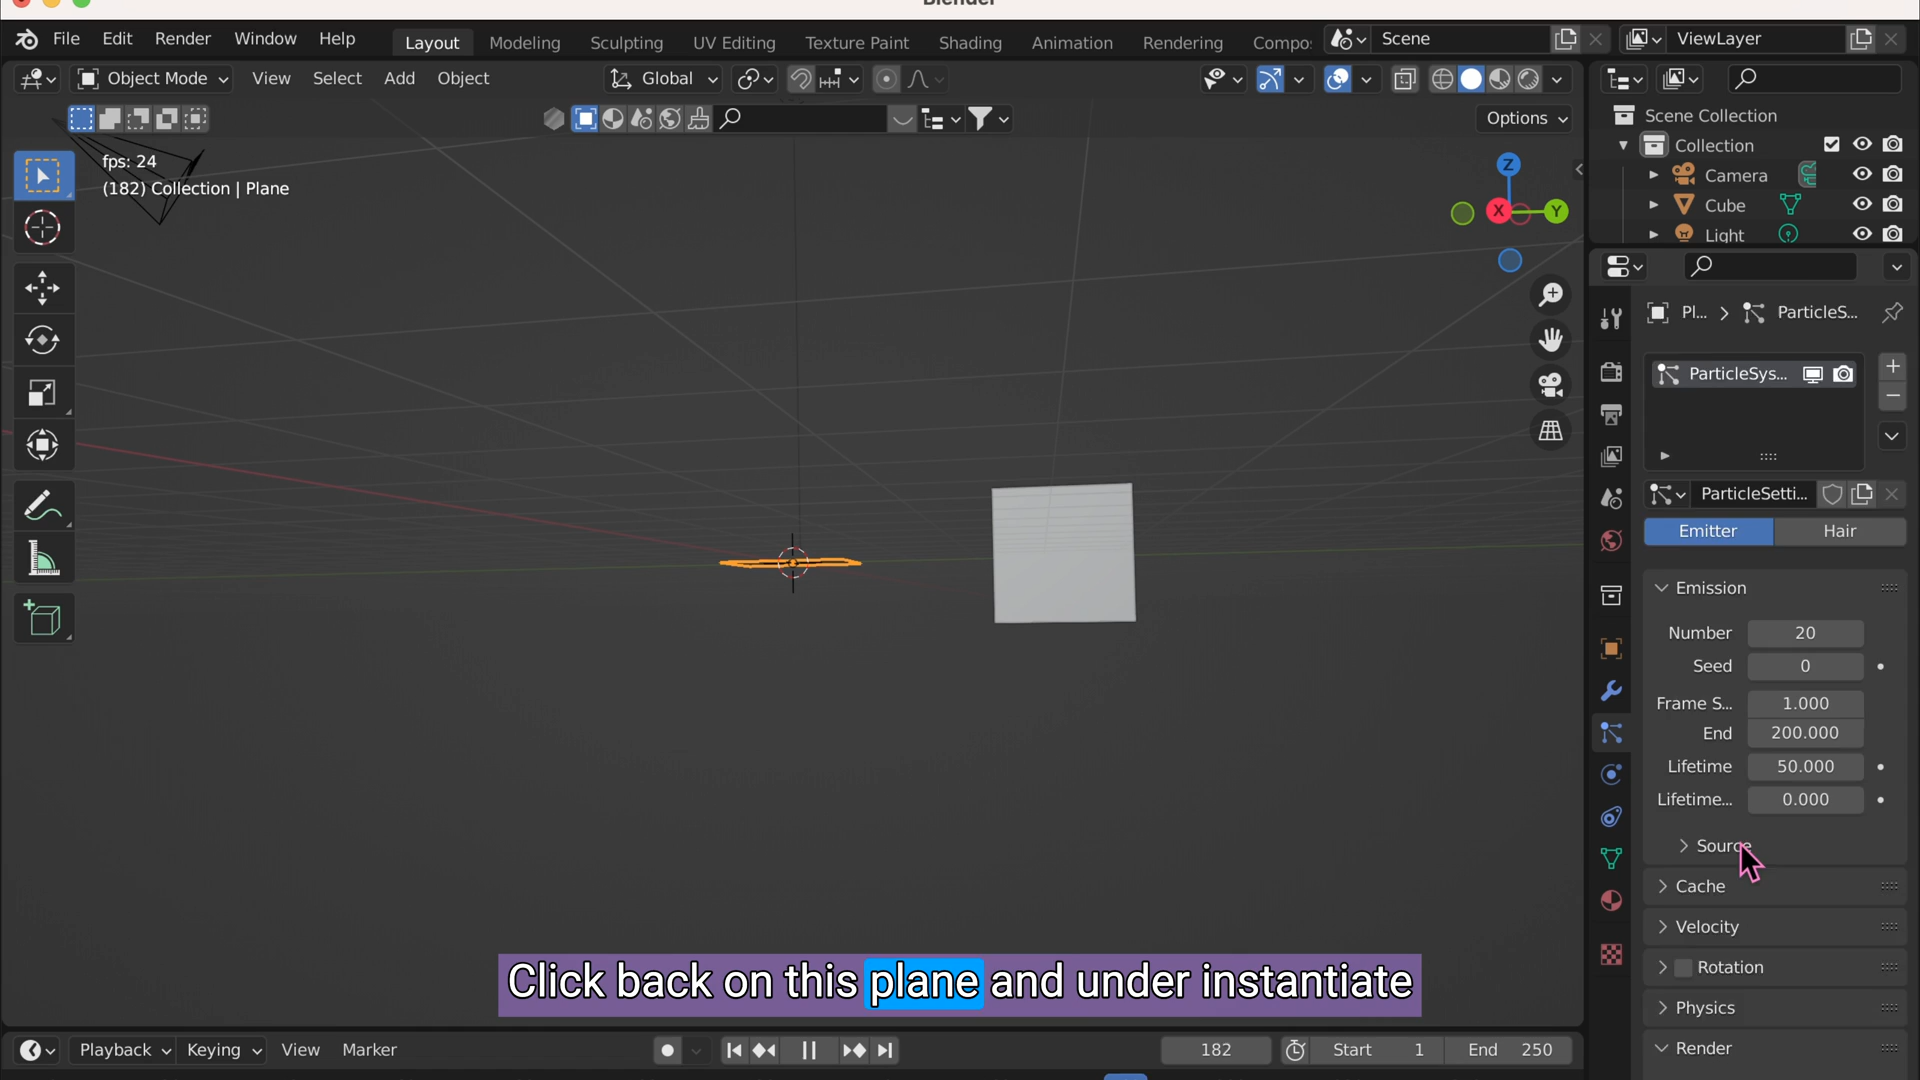 Blender
File Edit Render Window Help Layout Modeling Sculpting UV Editing Texture Paint Shading Animation Rendering Compo: Scene ViewLayer
Object Mode View Select Add Object Global
Options
fps: 24
(182) Collection | Plane
Z
X
Y
Scene Collection
Collection
Camera
Cube
Light
Pl... ParticleS...
ParticleSys...
ParticleSetti...
Emitter Hair
Emission
Number 20
Seed 0
Frame S... 1.000
End 200.000
Lifetime 50.000
Lifetime... 0.000
Source
Cache
Velocity
Rotation
Physics
Render
Click back on this plane and under instantiate
Playback Keying View Marker 182 Start 1 End 250